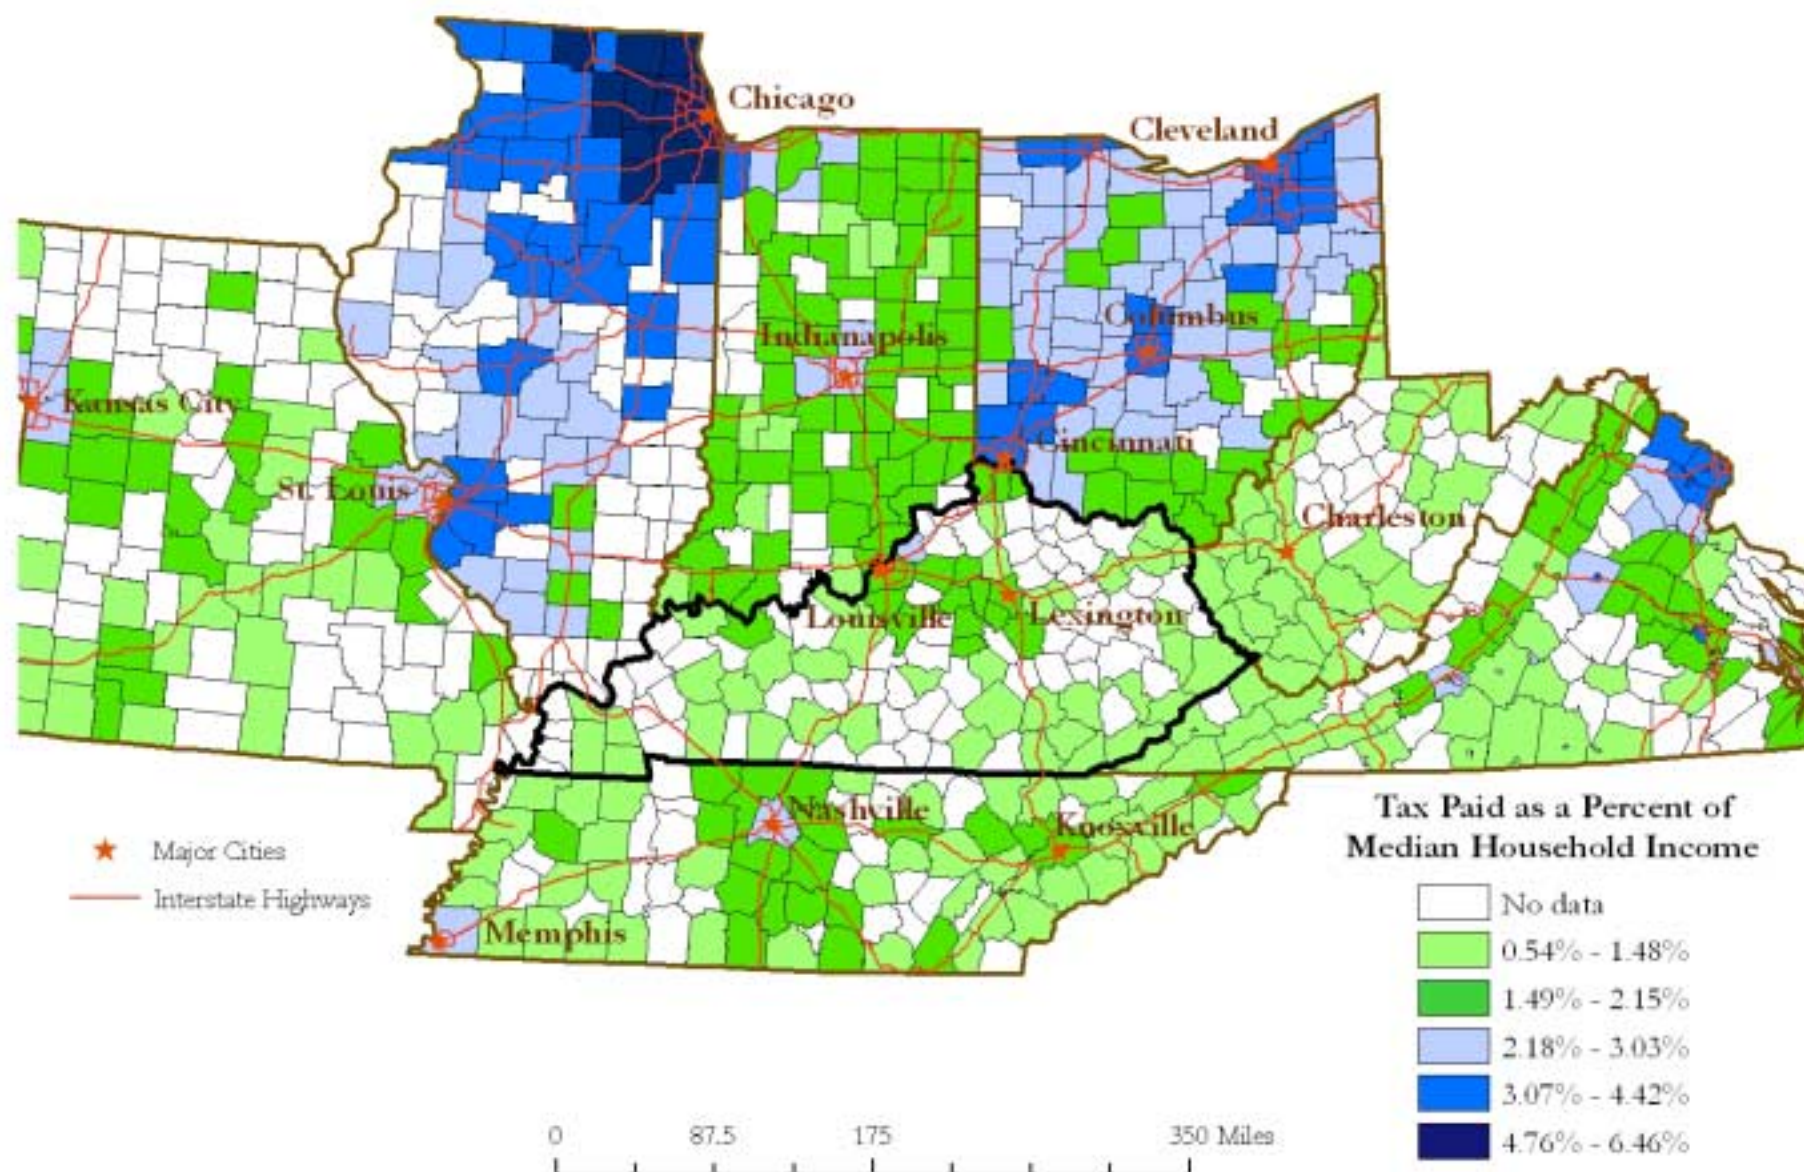 Chicago
Cleveland
Columbus
Indianapolis
Kansas City
Cincinnati
St. Louis
Charleston
Louisville
Lexington
Nashville
Knoxville
Memphis
Major Cities
Interstate Highways
Tax Paid as a Percent of
Median Household Income
No data
0.54% - 1.48%
1.49% - 2.15%
2.18% - 3.03%
3.07% - 4.42%
4.76% - 6.46%
0 87.5 175 350 Miles